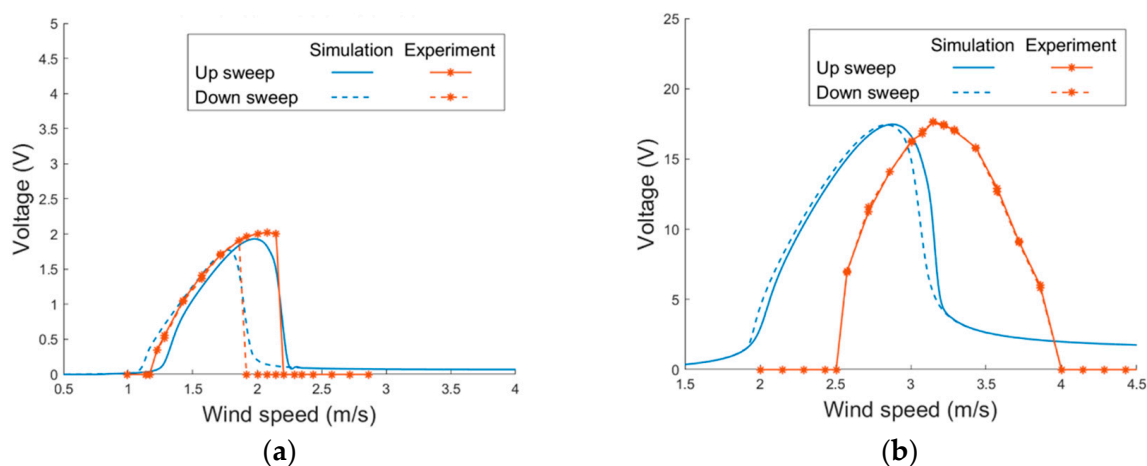 Simulation Experiment
Up sweep
Down sweep
5
4.5
4
3.5
3
2.5
2
1.5
1
0.5
0
Voltage (V)
0.5 1 1.5 2 2.5 3 3.5 4
Wind speed (m/s)
(a)
Simulation Experiment
Up sweep
Down sweep
25
20
15
10
5
0
Voltage (V)
1.5 2 2.5 3 3.5 4 4.5
Wind speed (m/s)
(b)